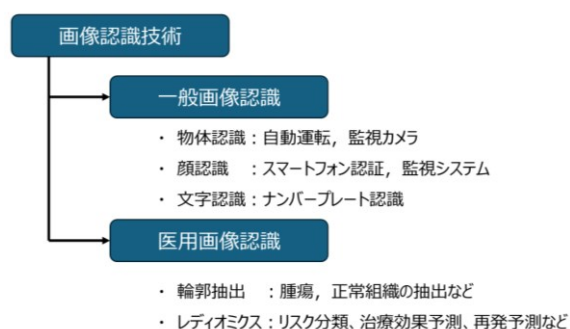 画像認識技術
一般画像認識
・ 物体認識：自動運転，監視カメラ
・ 顔認識　：スマートフォン認証，監視システム
・ 文字認識：ナンバープレート認識
医用画像認識
・ 輪郭抽出　：腫瘍，正常組織の抽出など
・ レディオミクス：リスク分類、治療効果予測、再発予測など